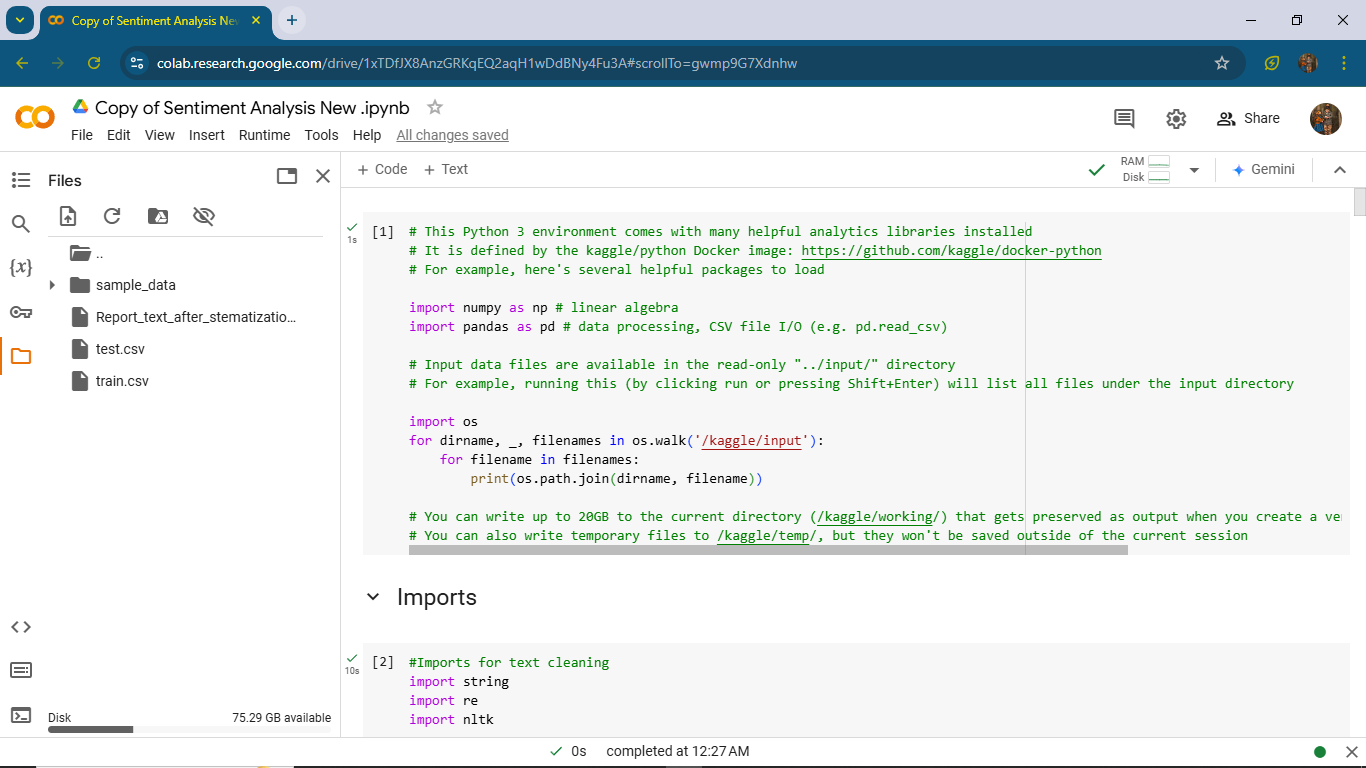 Copy of Sentiment Analysis Ne
colab.research.google.com/drive/1xTDfJX8AnzGRKqEQ2aqH1wDdBNy4Fu3A#scrollTo=gwmp9G7Xdnhw
Copy of Sentiment Analysis New .ipynb
File Edit View Insert Runtime Tools Help All changes saved
Share
Files
+ Code + Text
RAM
Disk
Gemini
..
sample_data
Report_text_after_stematizatio...
test.csv
train.csv
Disk 75.29 GB available
1s
[1] # This Python 3 environment comes with many helpful analytics libraries installed
# It is defined by the kaggle/python Docker image: https://github.com/kaggle/docker-python
# For example, here's several helpful packages to load
import numpy as np # linear algebra
import pandas as pd # data processing, CSV file I/O (e.g. pd.read_csv)
# Input data files are available in the read-only "../input/" directory
# For example, running this (by clicking run or pressing Shift+Enter) will list all files under the input directory
import os
for dirname, _, filenames in os.walk('/kaggle/input'):
    for filename in filenames:
        print(os.path.join(dirname, filename))
# You can write up to 20GB to the current directory (/kaggle/working/) that gets preserved as output when you create a ve
# You can also write temporary files to /kaggle/temp/, but they won't be saved outside of the current session
Imports
10s
[2] #Imports for text cleaning
import string
import re
import nltk
0s completed at 12:27 AM